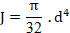 J = π/32 . d⁴